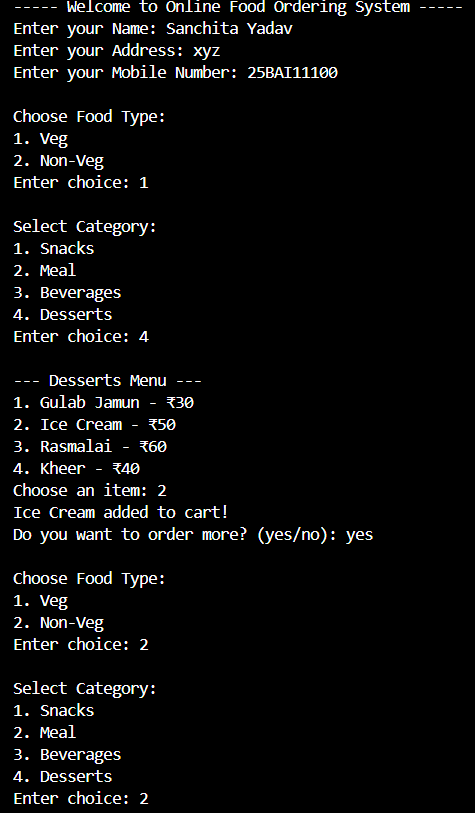 ----- Welcome to Online Food Ordering System -----
Enter your Name: Sanchita Yadav
Enter your Address: xyz
Enter your Mobile Number: 25BAI11100
Choose Food Type:
1. Veg
2. Non-Veg
Enter choice: 1
Select Category:
1. Snacks
2. Meal
3. Beverages
4. Desserts
Enter choice: 4
--- Desserts Menu ---
1. Gulab Jamun - ₹30
2. Ice Cream - ₹50
3. Rasmalai - ₹60
4. Kheer - ₹40
Choose an item: 2
Ice Cream added to cart!
Do you want to order more? (yes/no): yes
Choose Food Type:
1. Veg
2. Non-Veg
Enter choice: 2
Select Category:
1. Snacks
2. Meal
3. Beverages
4. Desserts
Enter choice: 2